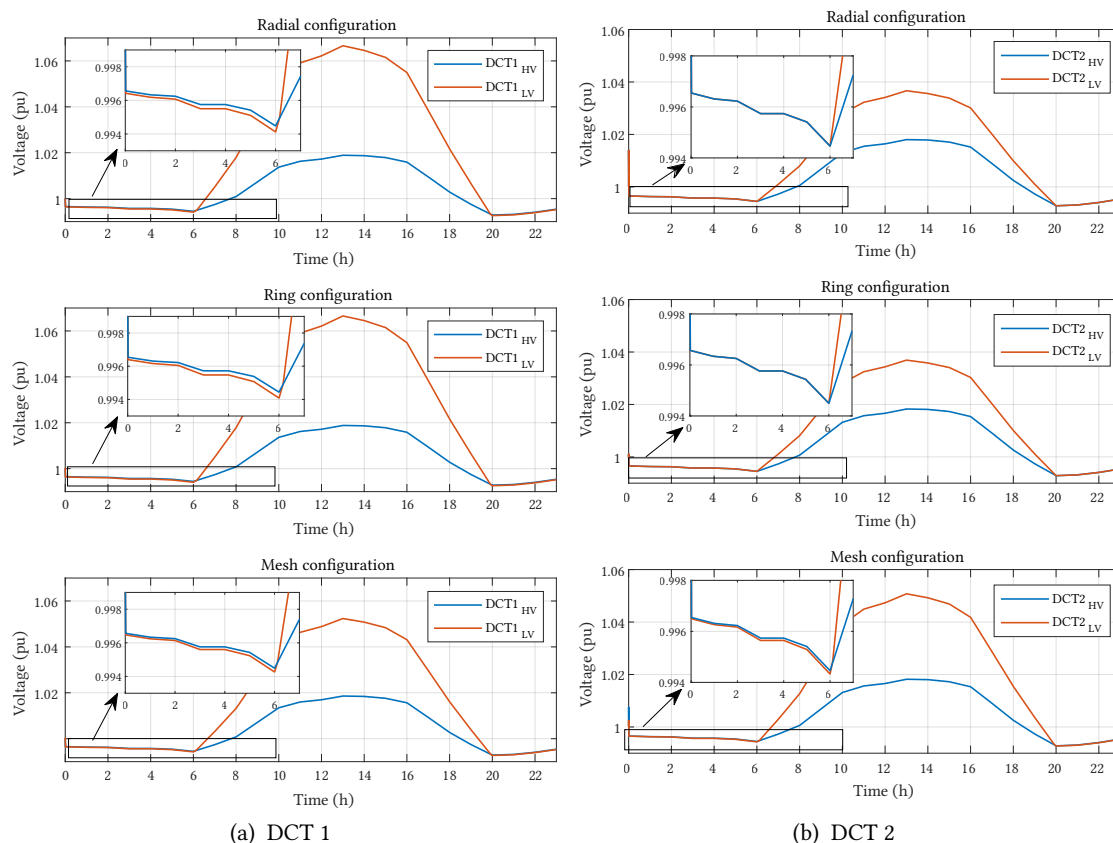 Radial configuration
Voltage (pu)
1.06
1.04
1.02
1
0.998
0.996
0.994
0 2 4 6
DCT1 HV
DCT1 LV
0 2 4 6 8 10 12 14 16 18 20 22
Time (h)
Ring configuration
Voltage (pu)
1.06
1.04
1.02
1
0.998
0.996
0.994
0 2 4 6
DCT1 HV
DCT1 LV
0 2 4 6 8 10 12 14 16 18 20 22
Time (h)
Mesh configuration
Voltage (pu)
1.06
1.04
1.02
0.998
0.996
0.994
0 2 4 6
DCT1 HV
DCT1 LV
0 2 4 6 8 10 12 14 16 18 20 22
Time (h)
(a) DCT 1
Radial configuration
Voltage (pu)
1.06
1.04
1.02
1
0.998
0.996
0.994
0 2 4 6
DCT2 HV
DCT2 LV
0 2 4 6 8 10 12 14 16 18 20 22
Time (h)
Ring configuration
Voltage (pu)
1.06
1.04
1.02
1
0.998
0.996
0.994
0 2 4 6
DCT2 HV
DCT2 LV
0 2 4 6 8 10 12 14 16 18 20 22
Time (h)
Mesh configuration
Voltage (pu)
1.06
1.04
1.02
1
0.998
0.996
0.994
0 2 4 6
DCT2 HV
DCT2 LV
0 2 4 6 8 10 12 14 16 18 20 22
Time (h)
(b) DCT 2